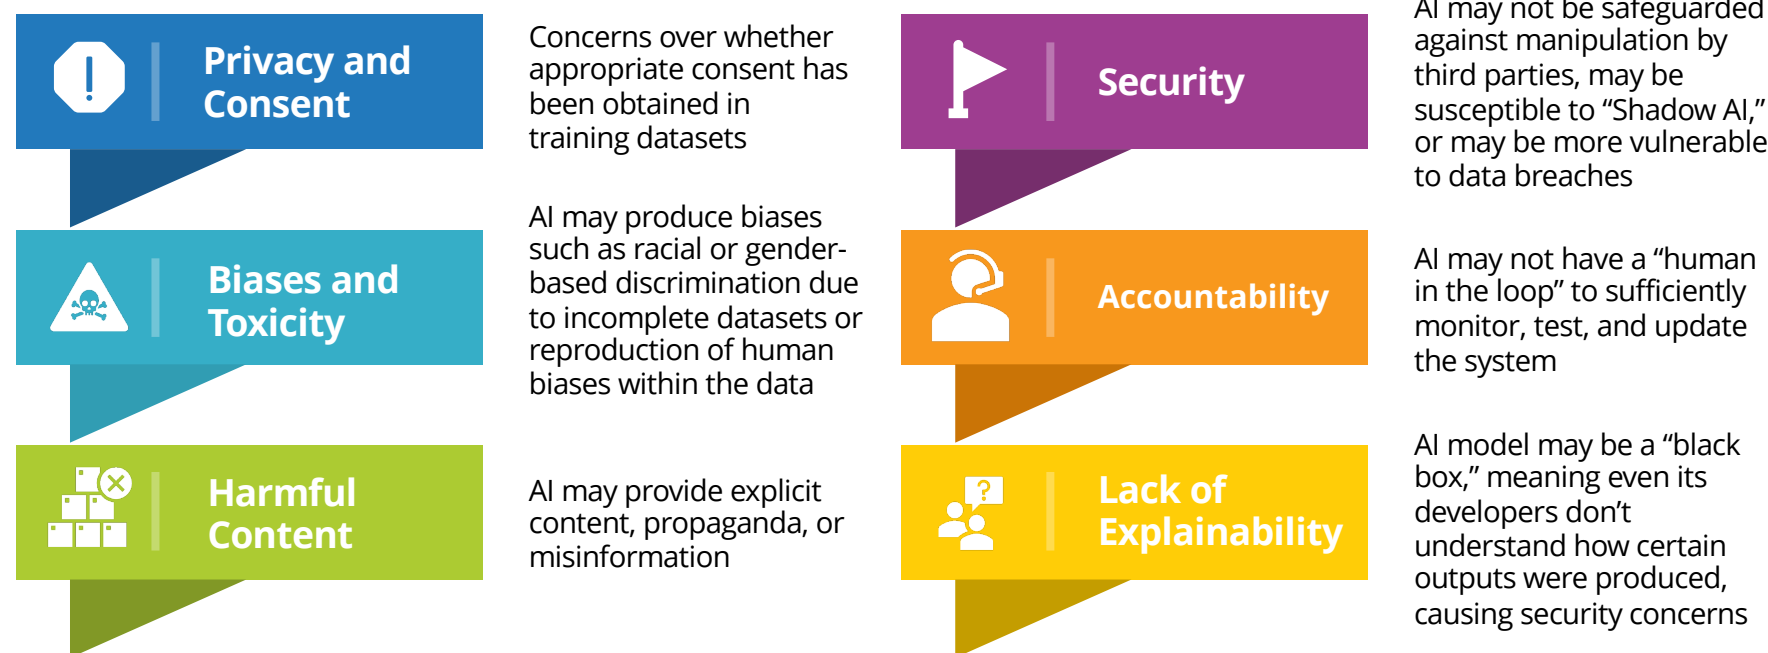 Privacy and
Consent
Concerns over whether
appropriate consent has
been obtained in
training datasets
Biases and
Toxicity
AI may produce biases
such as racial or gender-
based discrimination due
to incomplete datasets or
reproduction of human
biases within the data
Harmful
Content
AI may provide explicit
content, propaganda, or
misinformation
Security
AI may not be safeguarded
against manipulation by
third parties, may be
susceptible to “Shadow AI,”
or may be more vulnerable
to data breaches
Accountability
AI may not have a “human
in the loop” to sufficiently
monitor, test, and update
the system
?
Lack of
Explainability
AI model may be a “black
box,” meaning even its
developers don’t
understand how certain
outputs were produced,
causing security concerns